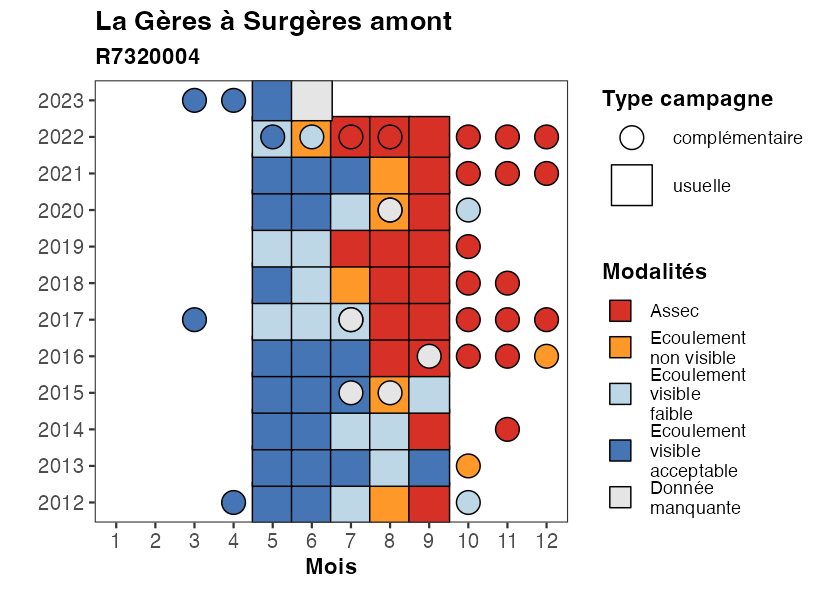 La Gères à Surgères amont
R7320004
2023
2022
2021
2020
2019
2018
2017
2016
2015
2014
2013
2012
1 2 3 4 5 6 7 8 9 10 11 12
Mois
Type campagne
complémentaire
usuelle
Modalités
Assec
Ecoulement
non visible
Ecoulement
visible
faible
Ecoulement
visible
acceptable
Donnée
manquante